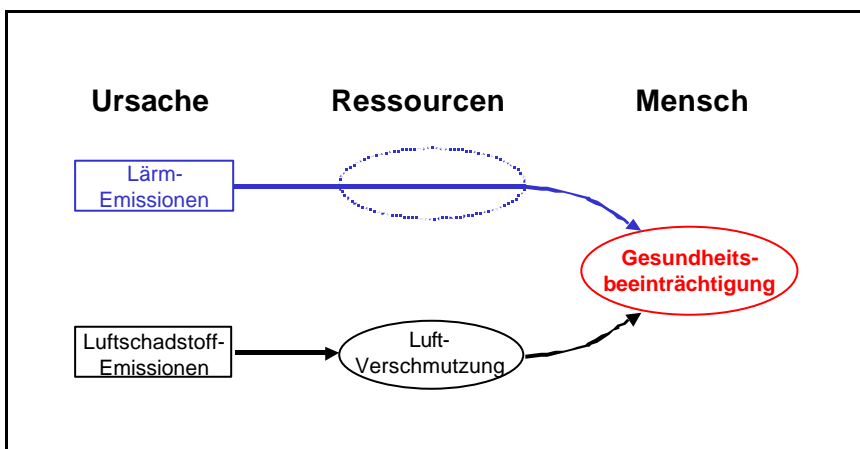 Ursache
Ressourcen
Mensch
Lärm-
Emissionen
Gesundheits-
beeinträchtigung
Luftschadstoff-
Emissionen
Luft-
Verschmutzung